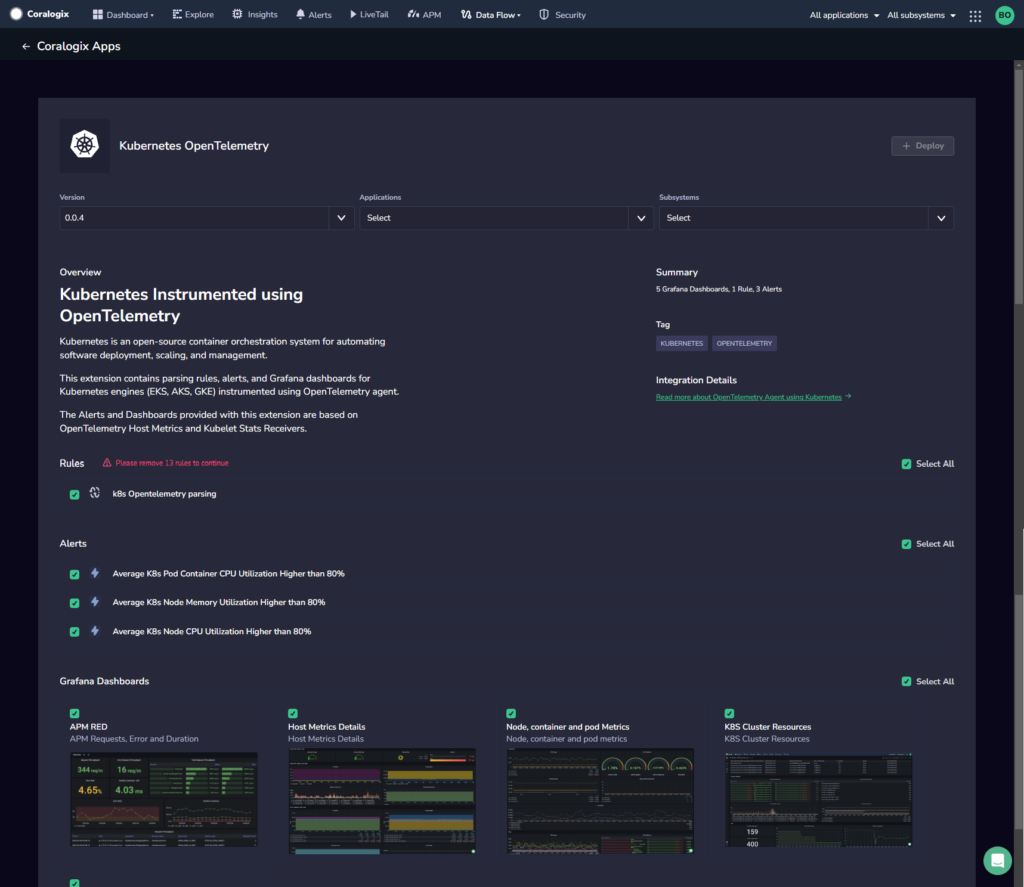 Coralogix
Dashboard
Explore
Insights
Alerts
LiveTail
APM
Data Flow
Security
All applications
All subsystems
BO
← Coralogix Apps
Kubernetes OpenTelemetry
+ Deploy
Version
Applications
Subsystems
0.0.4
Select
Select
Overview
Kubernetes Instrumented using
OpenTelemetry
Kubernetes is an open-source container orchestration system for automating
software deployment, scaling, and management.
This extension contains parsing rules, alerts, and Grafana dashboards for
Kubernetes engines (EKS, AKS, GKE) instrumented using OpenTelemetry agent.
The Alerts and Dashboards provided with this extension are based on
OpenTelemetry Host Metrics and Kubelet Stats Receivers.
Summary
5 Grafana Dashboards, 1 Rule, 3 Alerts
Tag
KUBERNETES
OPENTELEMETRY
Integration Details
Read more about OpenTelemetry Agent using Kubernetes →
Rules
Please remove 13 rules to continue
Select All
k8s Opentelemetry parsing
Alerts
Select All
Average K8s Pod Container CPU Utilization Higher than 80%
Average K8s Node Memory Utilization Higher than 80%
Average K8s Node CPU Utilization Higher than 80%
Grafana Dashboards
Select All
APM RED
APM Requests, Error and Duration
Host Metrics Details
Host Metrics Details
Node, container and pod Metrics
Node, container and pod metrics
K8S Cluster Resources
K8S Cluster Resources
344 req/m
16 req/m
4.65%
4.03 ms
159
400